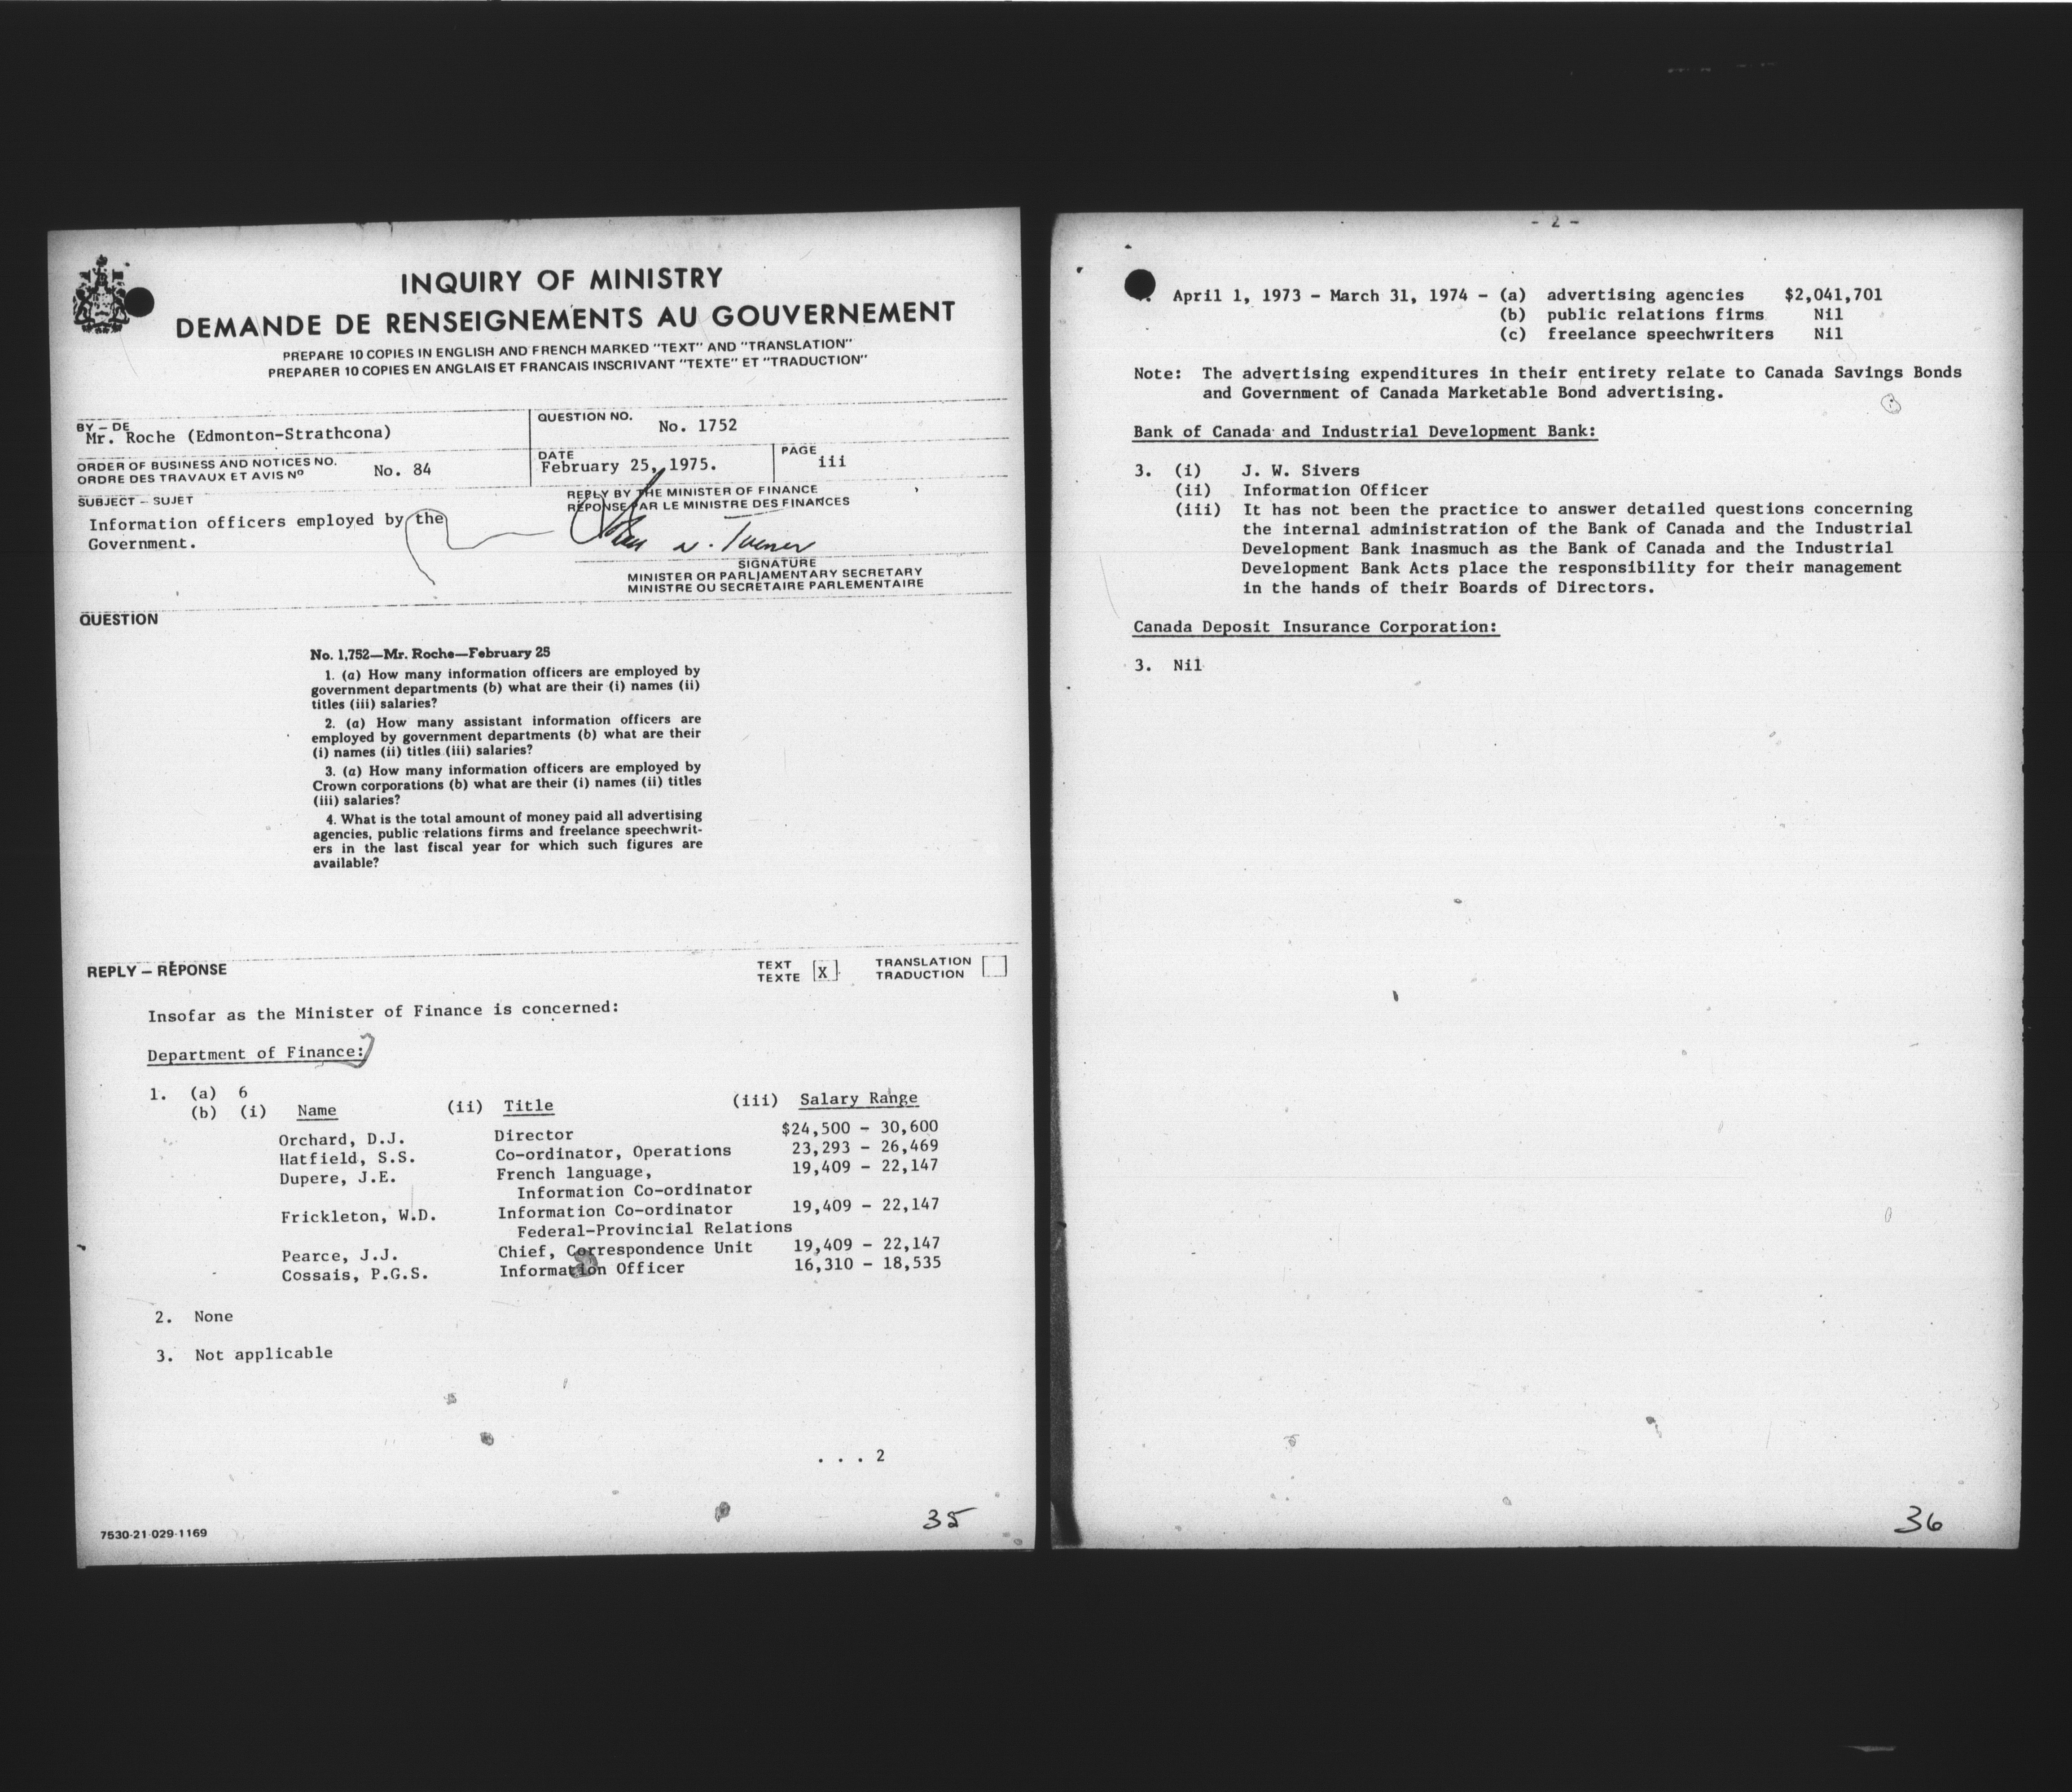 INQUIRY OF MINISTRY
DEMANDE DE RENSEIGNEMENTS AU GOUVERNEMENT
PREPARE 10 COPIES IN ENGLISH AND FRENCH MARKED "TEXT" AND "TRANSLATION"
PREPARER 10 COPIES EN ANGLAIS ET FRANCAIS INSCRIVANT "TEXTE" ET "TRADUCTION"
BY – DE
Mr. Roche (Edmonton-Strathcona)
QUESTION NO.
No. 1752
ORDER OF BUSINESS AND NOTICES NO.
ORDRE DES TRAVAUX ET AVIS Nº
No. 84
DATE
February 25, 1975.
PAGE
iii
SUBJECT – SUJET
Information officers employed by the
Government.
REPLY BY THE MINISTER OF FINANCE
RÉPONSE PAR LE MINISTRE DES FINANCES
N. Turner
SIGNATURE
MINISTER OR PARLIAMENTARY SECRETARY
MINISTRE OU SECRÉTAIRE PARLEMENTAIRE
QUESTION
No. 1,752—Mr. Roche—February 25
1. (a) How many information officers are employed by
government departments (b) what are their (i) names (ii)
titles (iii) salaries?
2. (a) How many assistant information officers are
employed by government departments (b) what are their
(i) names (ii) titles (iii) salaries?
3. (a) How many information officers are employed by
Crown corporations (b) what are their (i) names (ii) titles
(iii) salaries?
4. What is the total amount of money paid all advertising
agencies, public relations firms and freelance speechwrit-
ers in the last fiscal year for which such figures are
available?
REPLY – RÉPONSE
TEXT
TEXTE
X
TRANSLATION
TRADUCTION
Insofar as the Minister of Finance is concerned:
Department of Finance:
1. (a) 6
(b) (i) Name (ii) Title (iii) Salary Range
Orchard, D.J. Director $24,500 - 30,600
Hatfield, S.S. Co-ordinator, Operations 23,293 - 26,469
Dupere, J.E. French language, 19,409 - 22,147
Information Co-ordinator
Frickleton, W.D. Information Co-ordinator 19,409 - 22,147
Federal-Provincial Relations
Pearce, J.J. Chief, Correspondence Unit 19,409 - 22,147
Cossais, P.G.S. Information Officer 16,310 - 18,535
2. None
3. Not applicable
. . . 2
35
7530-21-029-1169
- 2 -
April 1, 1973 - March 31, 1974 - (a) advertising agencies $2,041,701
(b) public relations firms Nil
(c) freelance speechwriters Nil
Note: The advertising expenditures in their entirety relate to Canada Savings Bonds
and Government of Canada Marketable Bond advertising.
Bank of Canada and Industrial Development Bank:
3. (i) J. W. Sivers
(ii) Information Officer
(iii) It has not been the practice to answer detailed questions concerning
the internal administration of the Bank of Canada and the Industrial
Development Bank inasmuch as the Bank of Canada and the Industrial
Development Bank Acts place the responsibility for their management
in the hands of their Boards of Directors.
Canada Deposit Insurance Corporation:
3. Nil
36